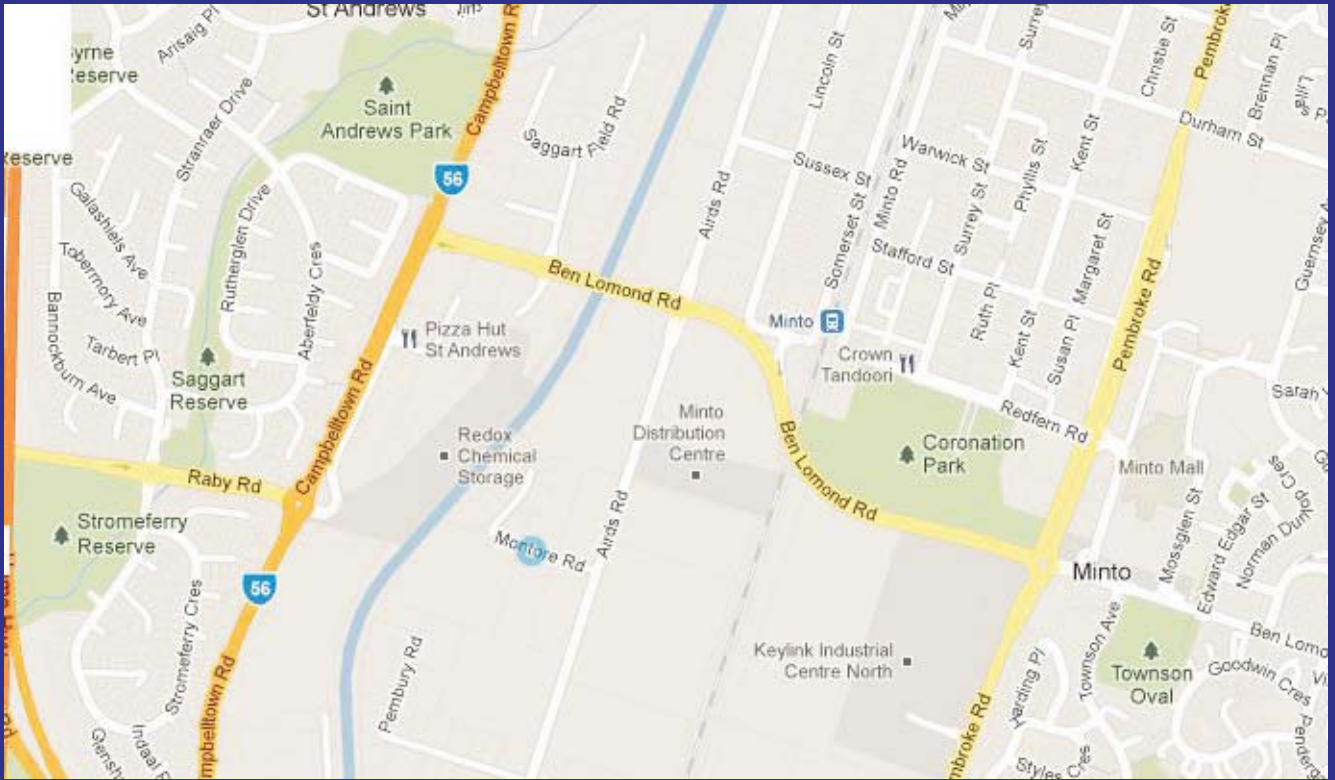 St Andrews
Campbelltown R
Arisaig Pl
Byrne
Reserve
Stranraer Drive
Saint
Andrews Park
Saggart Field Rd
Lincoln St
Surrey
Christie St
Pembroke
Brennan Pl
Durham St
Reserve
56
Sussex St
Airds Rd
Warwick St
Minto Rd
Somerset St
Surrey St
Phyllis St
Kent St
Galashiels Ave
Tobermory Ave
Rutherglen Drive
Aberfeldy Cres
Bannockburn Ave
Tarbert Pl
Saggart
Reserve
Ben Lomond Rd
Stafford St
Margaret St
Pembroke Rd
Guernsey A
Pizza Hut
St Andrews
Minto
Crown
Tandoori
Ruth Pl
Kent St
Susan Pl
Sarah
Redfern Rd
Campbelltown Rd
Redox
Chemical
Storage
Minto
Distribution
Centre
Ben Lomond Rd
Coronation
Park
Minto Mall
Raby Rd
Stromeferry
Reserve
Montore Rd
Airds Rd
56
Minto
Mossglen St
Edward Edgar St
Norman Dunlop Cres
Stromeferry Cres
Campbelltown Rd
Pembury Rd
Keylink Industrial
Centre North
Pembroke Rd
Harding Pl
Townson Ave
Townson
Oval
Ben Lomo
Goodwin Cres
Penderg
Styles Cres
Indaal
Glensh